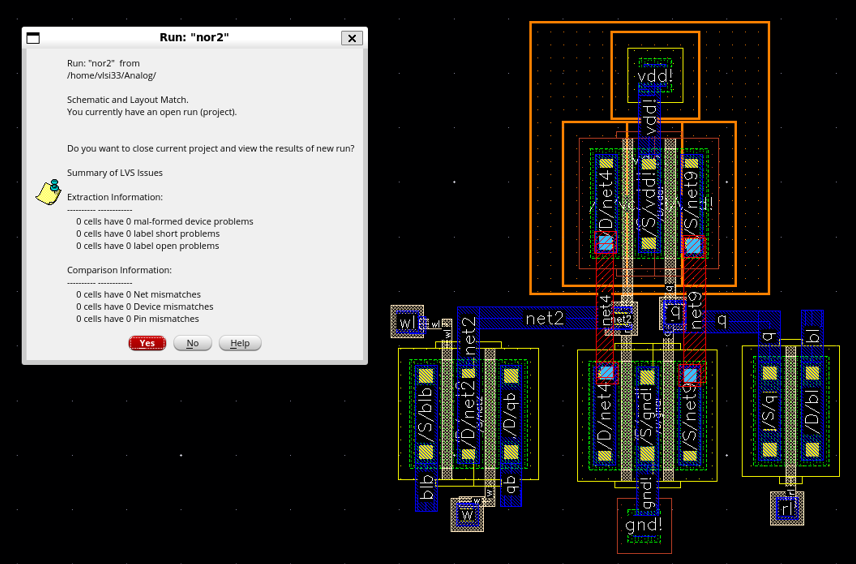 Run: "nor2"
Run: "nor2" from
/home/vlsi33/Analog/
Schematic and Layout Match.
You currently have an open run (project).
Do you want to close current project and view the results of new run?
Summary of LVS Issues
Extraction Information:
---------- ------------
0 cells have 0 mal-formed device problems
0 cells have 0 label short problems
0 cells have 0 label open problems
Comparison Information:
---------- ------------
0 cells have 0 Net mismatches
0 cells have 0 Device mismatches
0 cells have 0 Pin mismatches
Yes No Help
vdd!
vdd!
/D/net4
/S/vdd!
/S/net9
net4
net9
wl
wl
net2
net2
q
q
q
bl
/S/blb
/D/net2
/D/qb
/D/net4
/S/gnd!
/S/net9
/S/q
/D/bl
blb
w
qb
gnd!
gnd!
rl